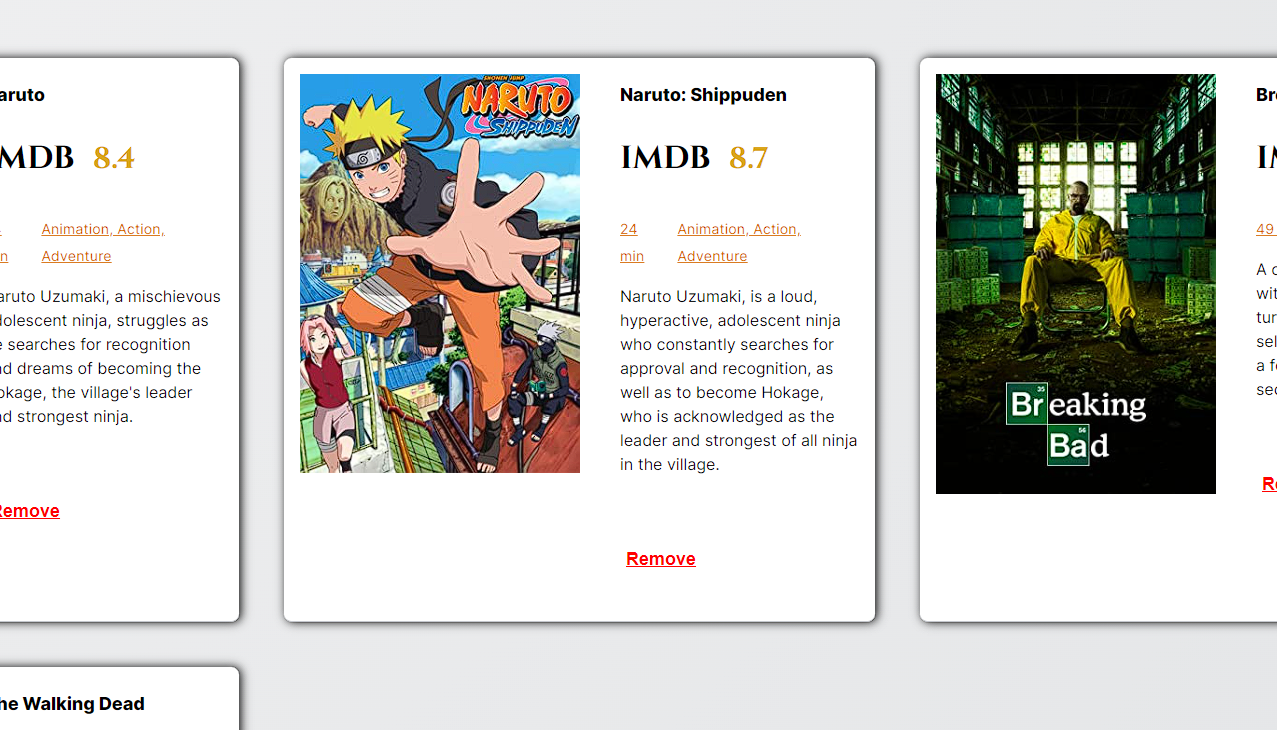 aruto
MDB 8.4
Animation, Action,
n Adventure
aruto Uzumaki, a mischievous
dolescent ninja, struggles as
e searches for recognition
nd dreams of becoming the
okage, the village's leader
nd strongest ninja.
Remove
SHONEN JUMP
NARUTO
SHIPPUDEN
Naruto: Shippuden
IMDB 8.7
24 Animation, Action,
min Adventure
Naruto Uzumaki, is a loud,
hyperactive, adolescent ninja
who constantly searches for
approval and recognition, as
well as to become Hokage,
who is acknowledged as the
leader and strongest of all ninja
in the village.
Remove
35
Breaking
56
Bad
Br
IM
49
A c
wit
tur
sel
a fe
sec
Re
he Walking Dead